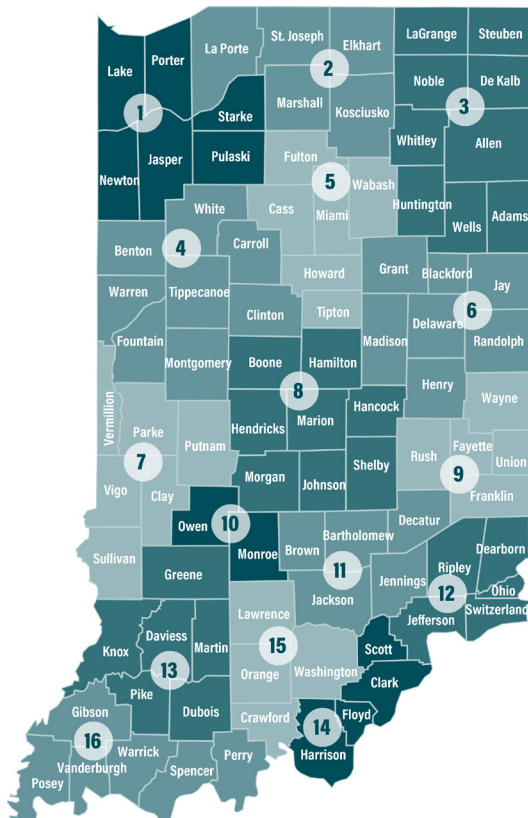 LaGrange
Steuben
St. Joseph
Elkhart
La Porte
Lake
Porter
2
Noble
De Kalb
1
3
Marshall
Kosciusko
Starke
Whitley
Allen
Jasper
Pulaski
Fulton
Newton
5
Wabash
Huntington
Adams
Wells
White
Cass
Miami
4
Carroll
Benton
Howard
Grant
Blackford
Jay
Warren
Tippecanoe
Clinton
Tipton
Madison
Delaware
6
Randolph
Fountain
Montgomery
Boone
Hamilton
Henry
8
Hancock
Wayne
Vermillion
Parke
Putnam
Hendricks
Marion
Rush
Fayette
Union
7
9
Vigo
Clay
Morgan
Johnson
Shelby
Franklin
Owen
10
Monroe
Decatur
Sullivan
Brown
Bartholomew
Dearborn
Greene
11
Jennings
Ripley
12
Ohio
Switzerland
Jackson
Jefferson
Lawrence
Knox
Daviess
Martin
15
Scott
13
Orange
Washington
Clark
Pike
Dubois
Gibson
Crawford
14
Floyd
16
Warrick
Harrison
Perry
Vanderburgh
Spencer
Posey